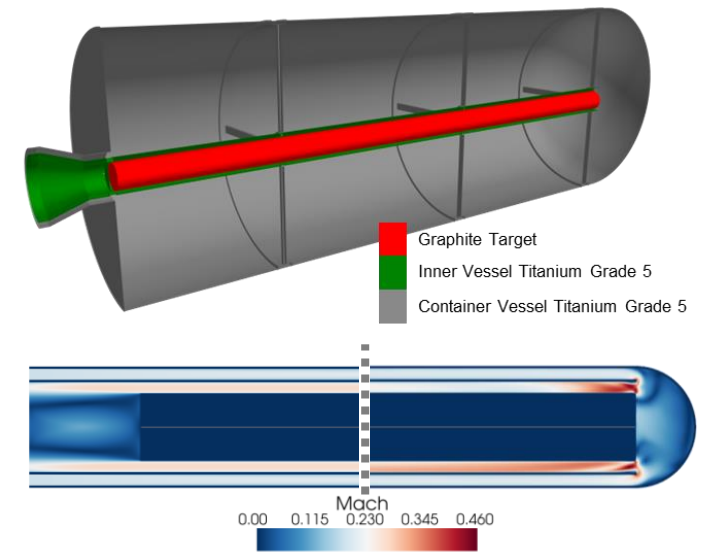 Graphite Target
Inner Vessel Titanium Grade 5
Container Vessel Titanium Grade 5
Mach
0.00 0.115 0.230 0.345 0.460